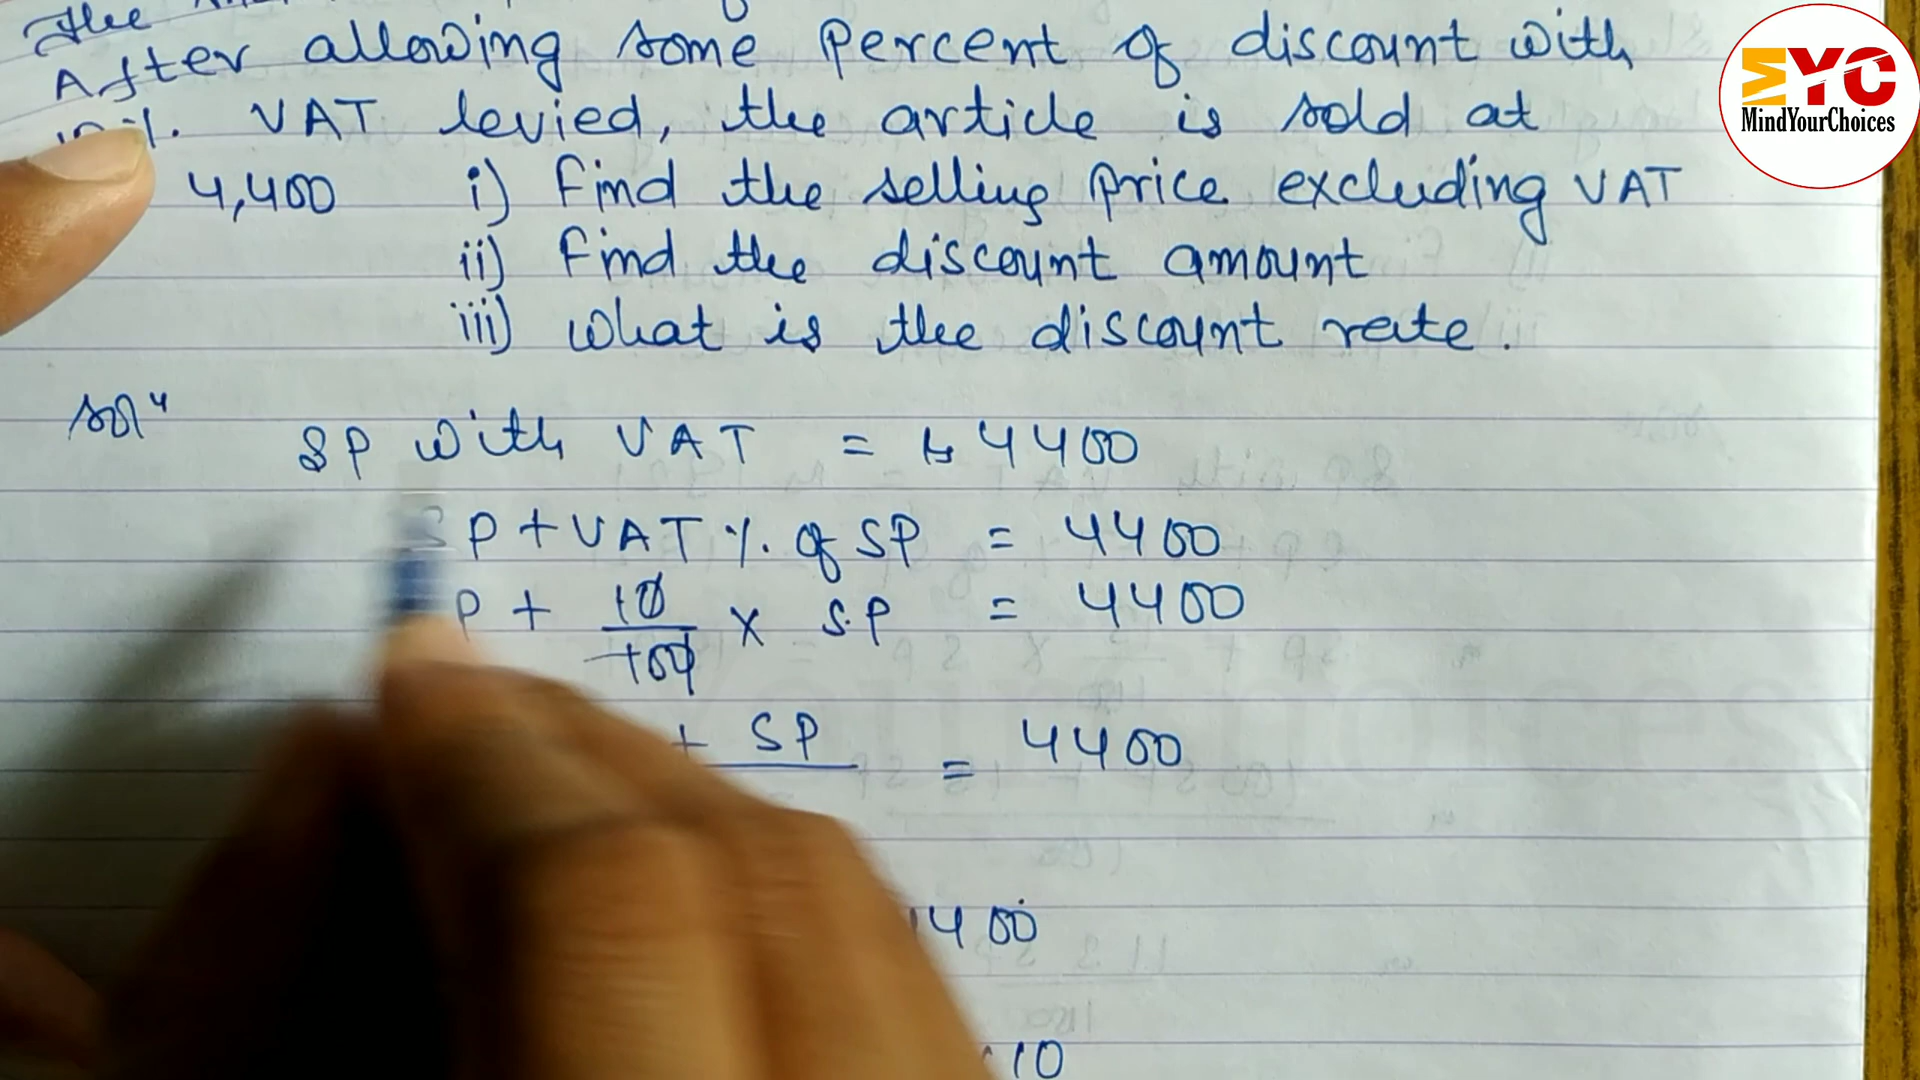 The
After allowing some percent of discount with
10%. VAT levied, the article is sold at
4,400 i) Find the selling price excluding VAT
ii) Find the discount amount
iii) What is the discount rate.
Solⁿ
SP with VAT = Rs 4400
SP + VAT %. of SP = 4400
P + 10/100 x S.P = 4400
+ SP = 4400
400
10
MYC
MindYourChoices